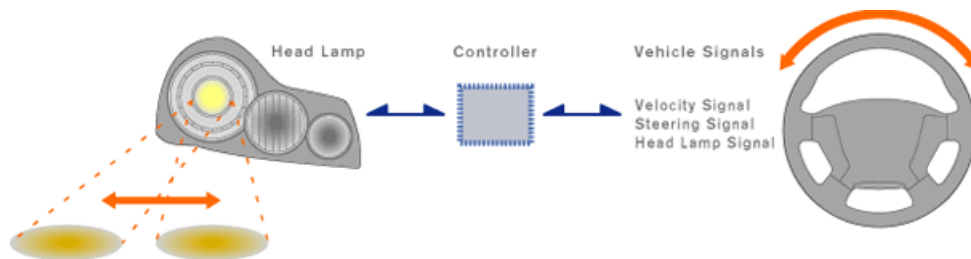 Head Lamp
Controller
Vehicle Signals
Velocity Signal
Steering Signal
Head Lamp Signal